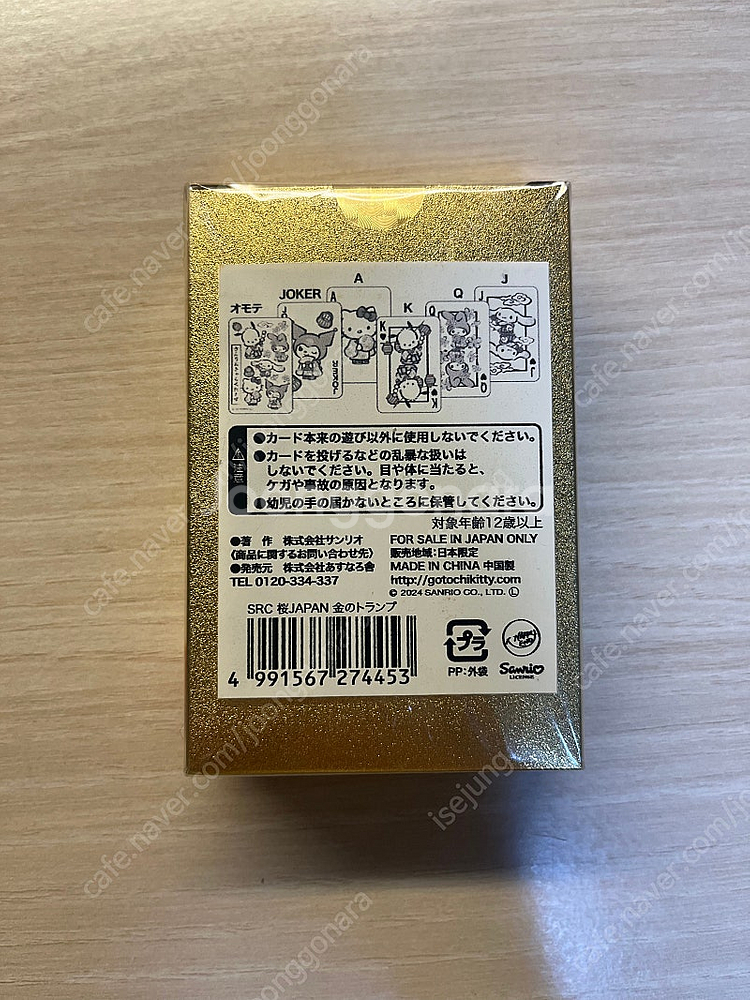 A
J
オモテ
JOKER
K
Q
A
J
K
Q
JOKER
K
Q
J
注意
●カード本来の遊び以外に使用しないでください。
●カードを投げるなどの乱暴な扱いは
しないでください。目や体に当たると、
ケガや事故の原因となります。
●幼児の手の届かないところに保管してください。
対象年齢12歳以上
●著 作 株式会社サンリオ
〈商品に関するお問い合わせ先〉
●発売元 株式会社あすなろ舎
TEL 0120-334-337
FOR SALE IN JAPAN ONLY
販売地域:日本限定
MADE IN CHINA 中国製
http://gotochikitty.com
© 2024 SANRIO CO., LTD. Ⓛ
SRC 桜JAPAN 金のトランプ
4 991567 274453
プラ
PP:外袋
Sanrio
LICENSE
cafe.naver.com/joonggonara